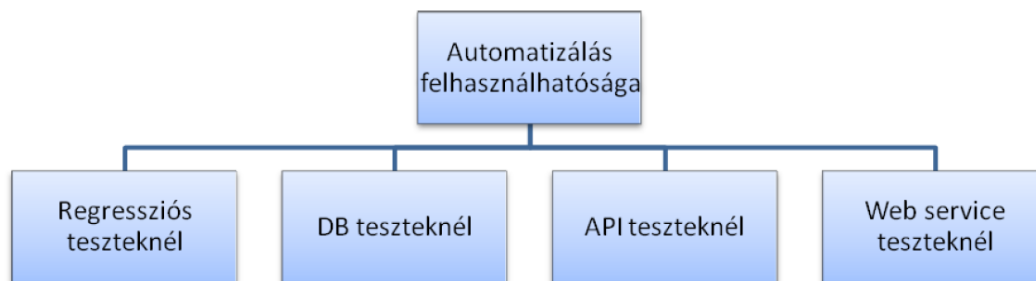 Automatizálás
felhasználhatósága
Regressziós
teszteknél
DB teszteknél
API teszteknél
Web service
teszteknél